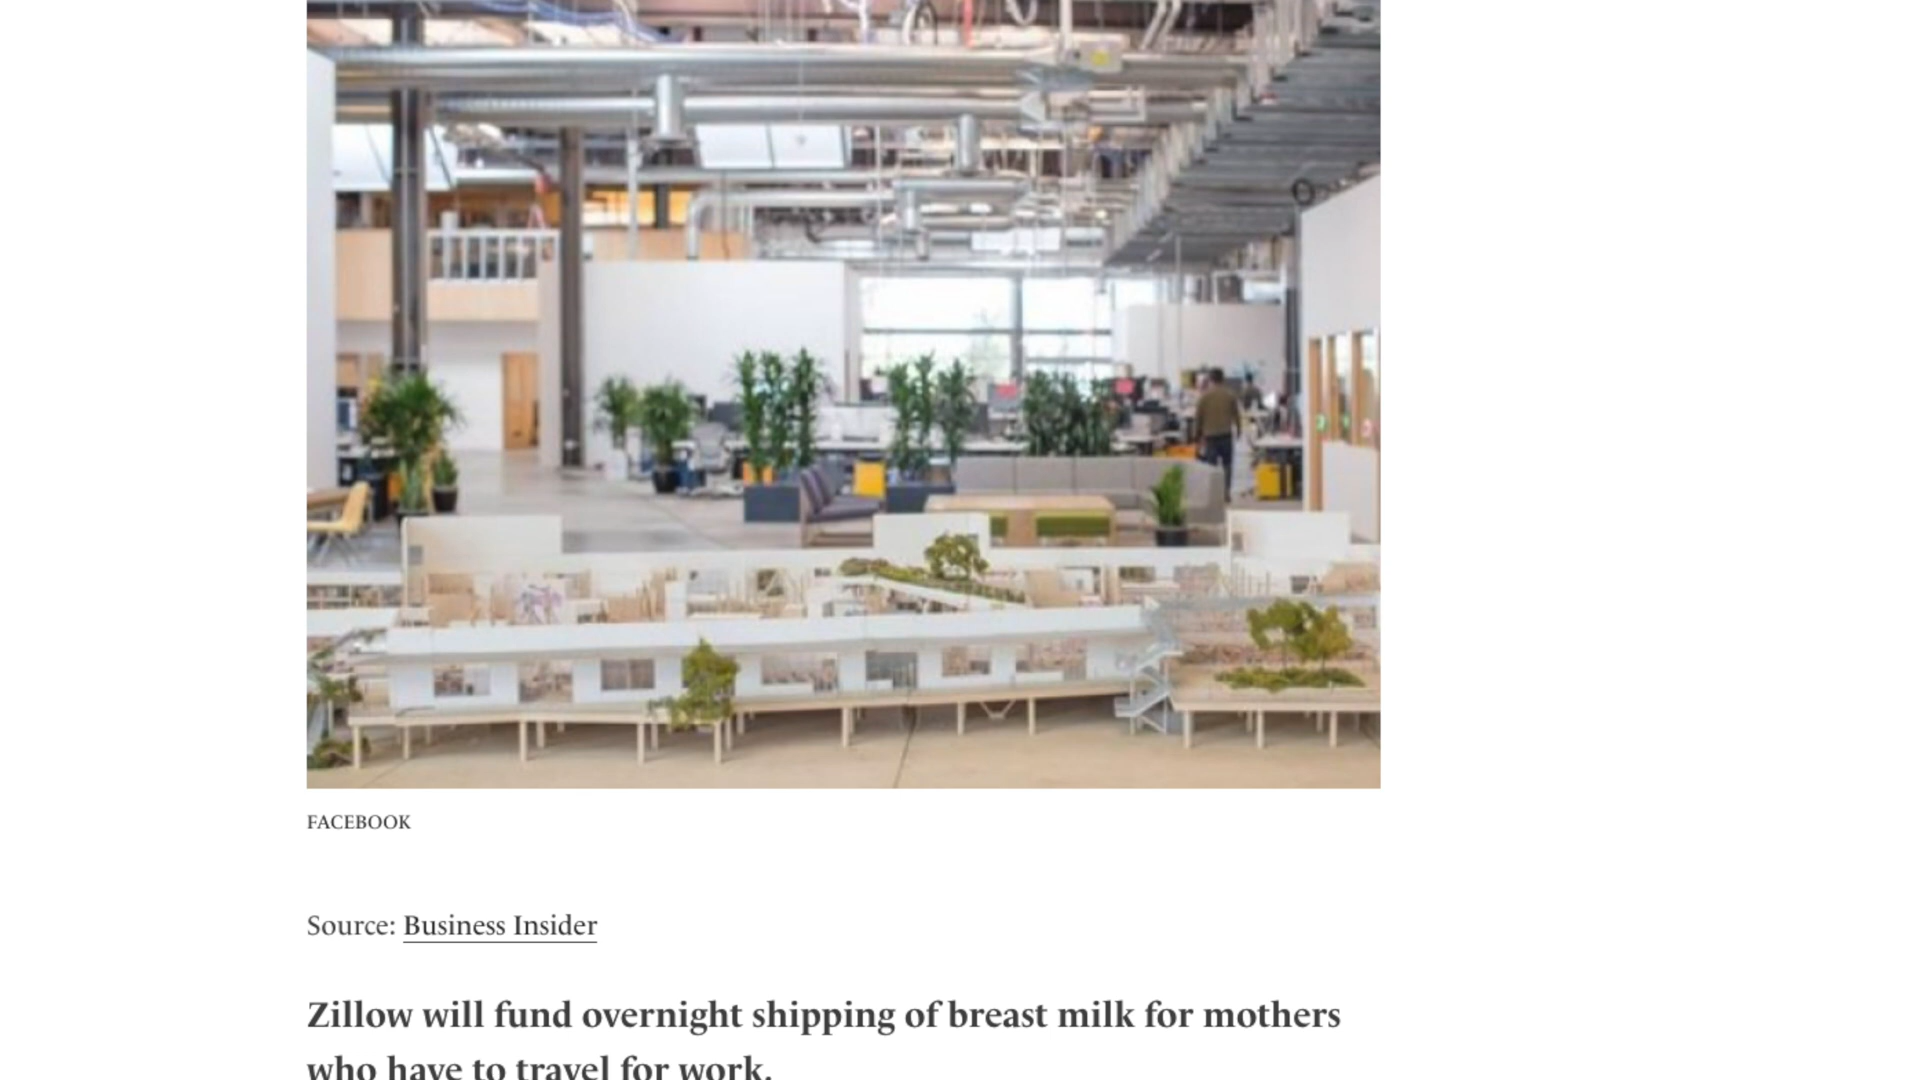 FACEBOOK
Source: Business Insider
Zillow will fund overnight shipping of breast milk for mothers
who have to travel for work.